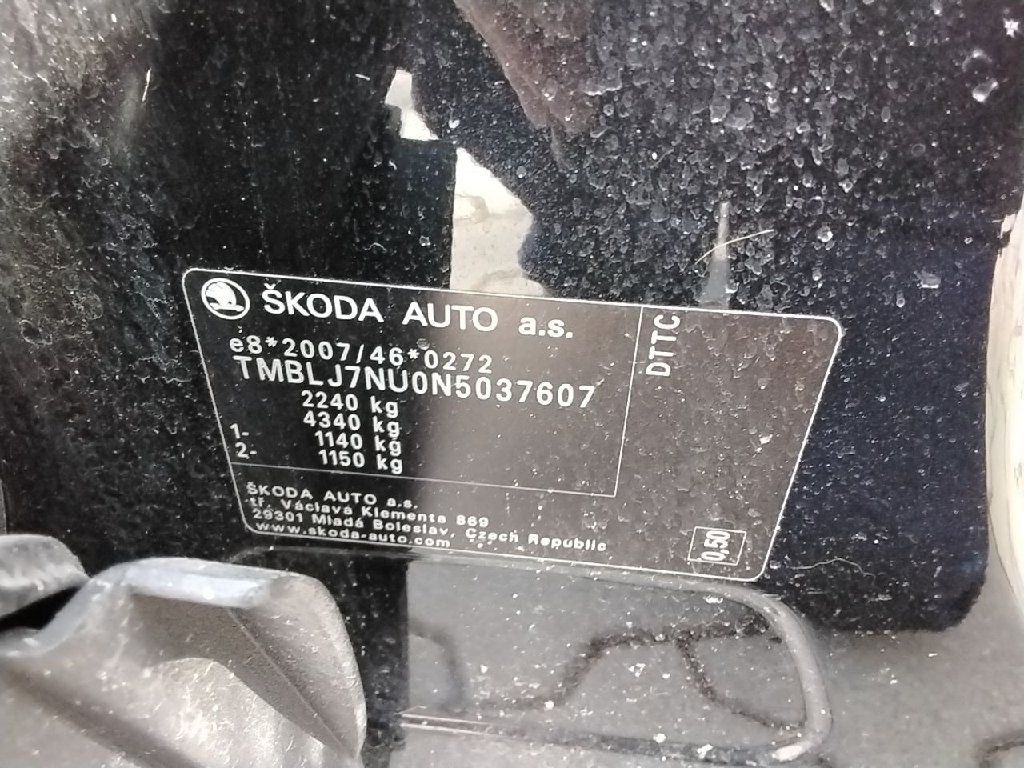 ŠKODA AUTO a.s.
e8*2007/46*0272
TMBLJ7NU0N5037607
2240 kg
4340 kg
1- 1140 kg
2- 1150 kg
DTTC
ŠKODA AUTO a.s.
tř. Václava Klementa 869
29301 Mladá Boleslav, Czech Republic
www.skoda-auto.com
0,50